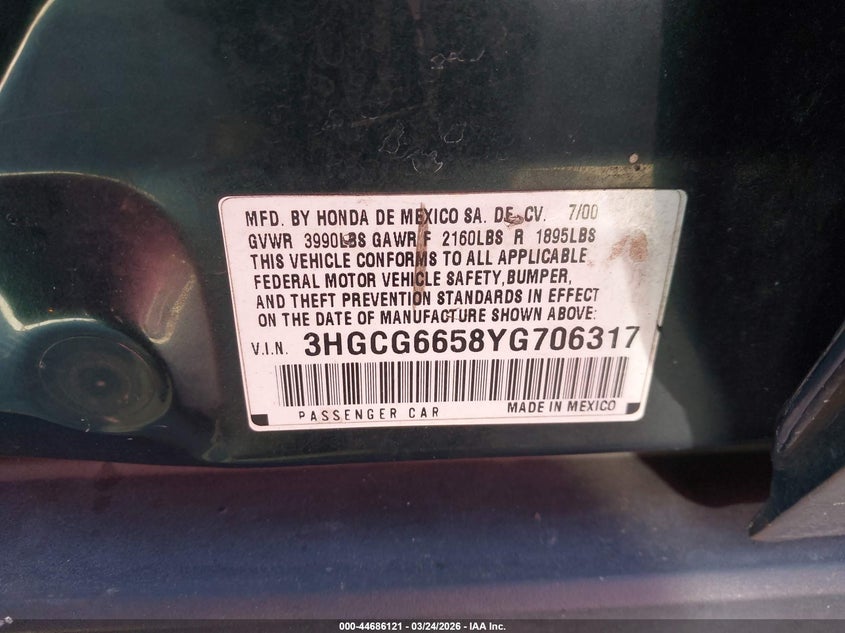 MFD. BY HONDA DE MEXICO SA. DE. CV. 7/00
GVWR 3990LBS GAWR F 2160LBS R 1895LBS
THIS VEHICLE CONFORMS TO ALL APPLICABLE
FEDERAL MOTOR VEHICLE SAFETY, BUMPER,
AND THEFT PREVENTION STANDARDS IN EFFECT
ON THE DATE OF MANUFACTURE SHOWN ABOVE:
V.I.N. 3HGCG6658YG706317
PASSENGER CAR MADE IN MEXICO
000-44686121 | 03/24/2026 | IAA Inc.